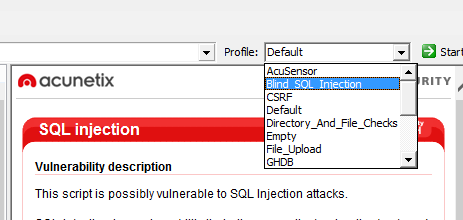 Profile: Default Start
acunetix
URITY
AcuSensor
Blind_SQL_Injection
CSRF
Default
Directory_And_File_Checks
Empty
File_Upload
GHDB
SQL injection
Vulnerability description
This script is possibly vulnerable to SQL Injection attacks.